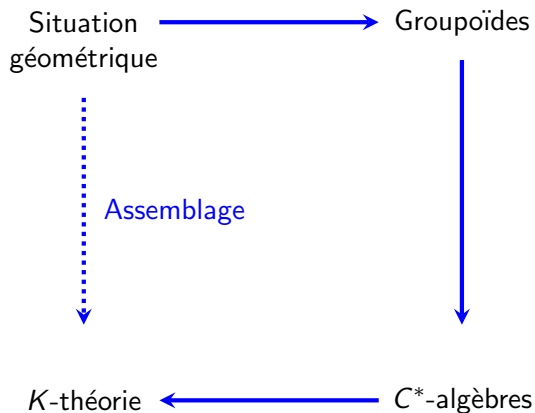 Situation
géométrique
Groupoïdes
Assemblage
K-théorie
C*-algèbres